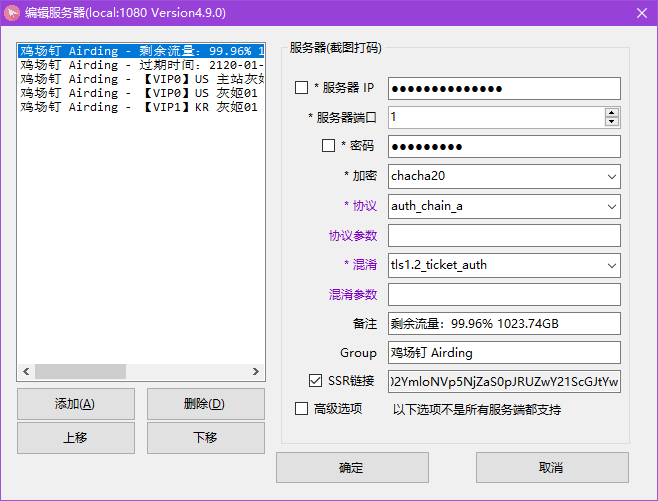 编辑服务器(local:1080 Version4.9.0)
鸡场钉 Airding - 剩余流量: 99.96% 1
鸡场钉 Airding - 过期时间: 2120-01-
鸡场钉 Airding - 【VIP0】US 主站灰姬
鸡场钉 Airding - 【VIP0】US 灰姬01
鸡场钉 Airding - 【VIP1】KR 灰姬01
添加(A)
删除(D)
上移
下移
服务器(截图打码)
* 服务器 IP ●●●●●●●●●●●●●●
* 服务器端口 1
* 密码 ●●●●●●●●●
* 加密 chacha20
* 协议 auth_chain_a
协议参数
* 混淆 tls1.2_ticket_auth
混淆参数
备注 剩余流量: 99.96% 1023.74GB
Group 鸡场钉 Airding
SSR链接 )2YmloNVp5NjZaS0pJRUZwY21ScGJtYw
高级选项 以下选项不是所有服务端都支持
确定
取消